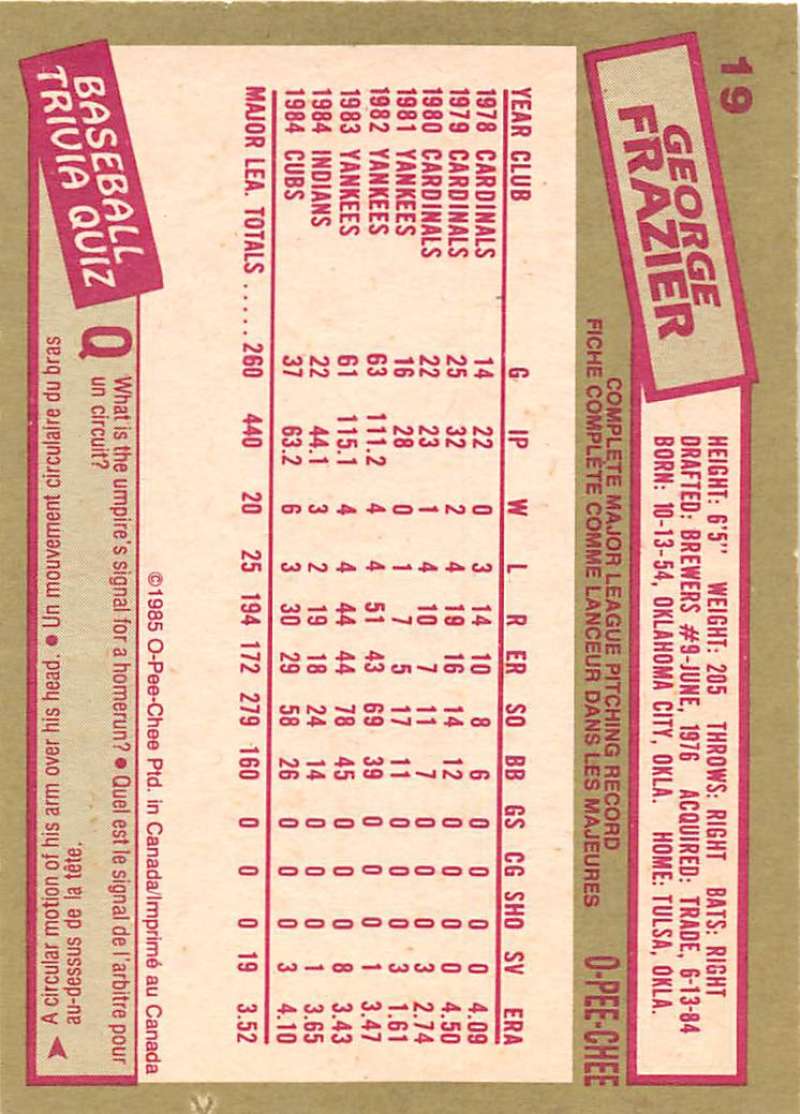 19
GEORGE
FRAZIER
HEIGHT: 6'5" WEIGHT: 205 THROWS: RIGHT BATS: RIGHT
DRAFTED: BREWERS #9-JUNE, 1976 ACQUIRED: TRADE, 6-13-84
BORN: 10-13-54, OKLAHOMA CITY, OKLA. HOME: TULSA, OKLA.
COMPLETE MAJOR LEAGUE PITCHING RECORD
FICHE COMPLÈTE COMME LANCEUR DANS LES MAJEURES
O-PEE-CHEE
YEAR CLUB G IP W L R ER SO BB GS CG SHO SV ERA
1978 CARDINALS 14 22 0 3 14 10 8 6 0 0 0 0 4.09
1979 CARDINALS 25 32 2 4 19 16 14 12 0 0 0 0 4.50
1980 CARDINALS 22 23 1 4 10 7 11 7 0 0 0 3 2.74
1981 YANKEES 16 28 0 1 7 5 17 11 0 0 0 3 1.61
1982 YANKEES 63 111.2 4 4 51 43 69 39 0 0 0 1 3.47
1983 YANKEES 61 115.1 4 4 44 44 78 45 0 0 0 8 3.43
1984 INDIANS 22 44.1 3 2 19 18 24 14 0 0 0 1 3.65
1984 CUBS 37 63.2 6 3 30 29 58 26 0 0 0 3 4.10
MAJOR LEA. TOTALS ..... 260 440 20 25 194 172 279 160 0 0 0 19 3.52
©1985 O-Pee-Chee Ptd. in Canada/Imprimé au Canada
BASEBALL
TRIVIA QUIZ
Q What is the umpire's signal for a homerun? • Quel est le signal de l'arbitre pour
un circuit?
A circular motion of his arm over his head. • Un mouvement circulaire du bras
au-dessus de la tête.